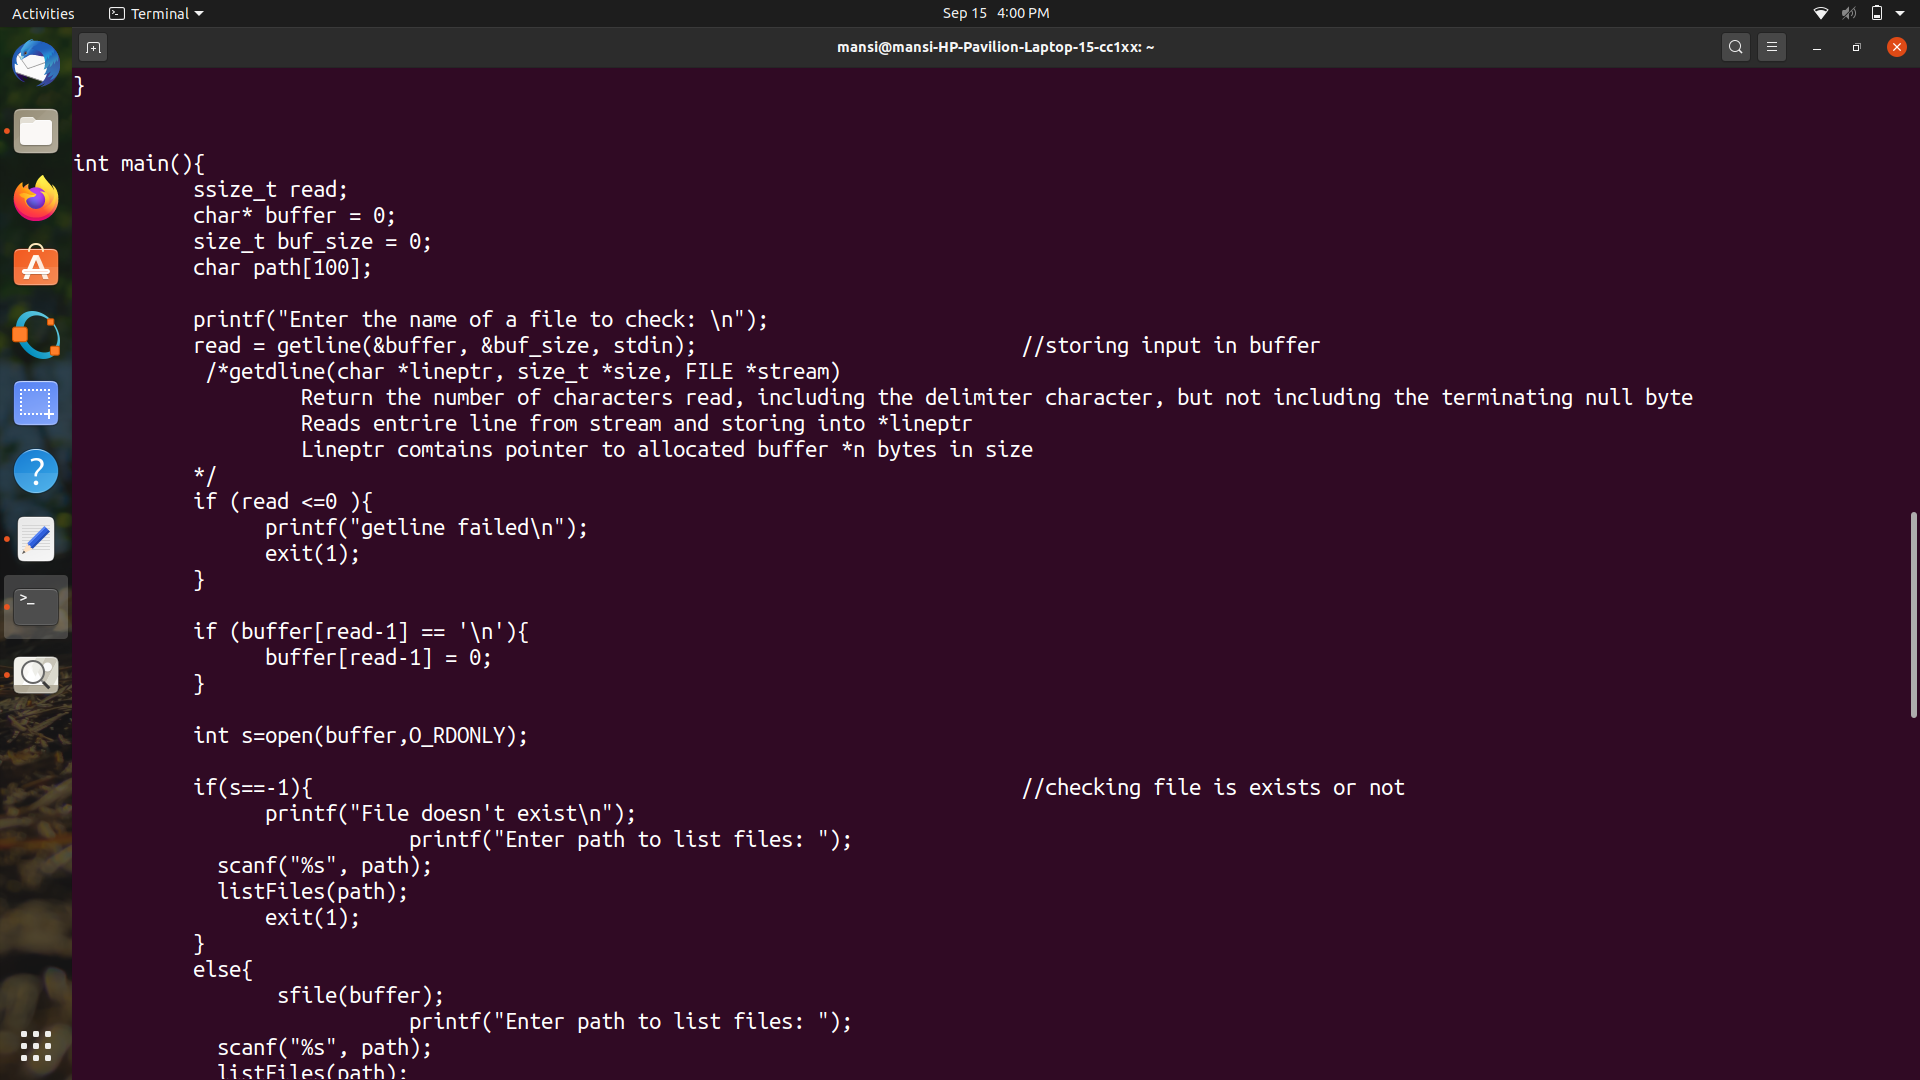 Activities Terminal Sep 15 4:00 PM
mansi@mansi-HP-Pavilion-Laptop-15-cc1xx: ~
}
int main(){
ssize_t read;
char* buffer = 0;
size_t buf_size = 0;
char path[100];
printf("Enter the name of a file to check: \n");
read = getline(&buffer, &buf_size, stdin); //storing input in buffer
/*getdline(char *lineptr, size_t *size, FILE *stream)
Return the number of characters read, including the delimiter character, but not including the terminating null byte
Reads entrire line from stream and storing into *lineptr
Lineptr comtains pointer to allocated buffer *n bytes in size
*/
if (read <=0 ){
printf("getline failed\n");
exit(1);
}
if (buffer[read-1] == '\n'){
buffer[read-1] = 0;
}
int s=open(buffer,O_RDONLY);
if(s==-1){ //checking file is exists or not
printf("File doesn't exist\n");
printf("Enter path to list files: ");
scanf("%s", path);
listFiles(path);
exit(1);
}
else{
sfile(buffer);
printf("Enter path to list files: ");
scanf("%s", path);
listFiles(path);